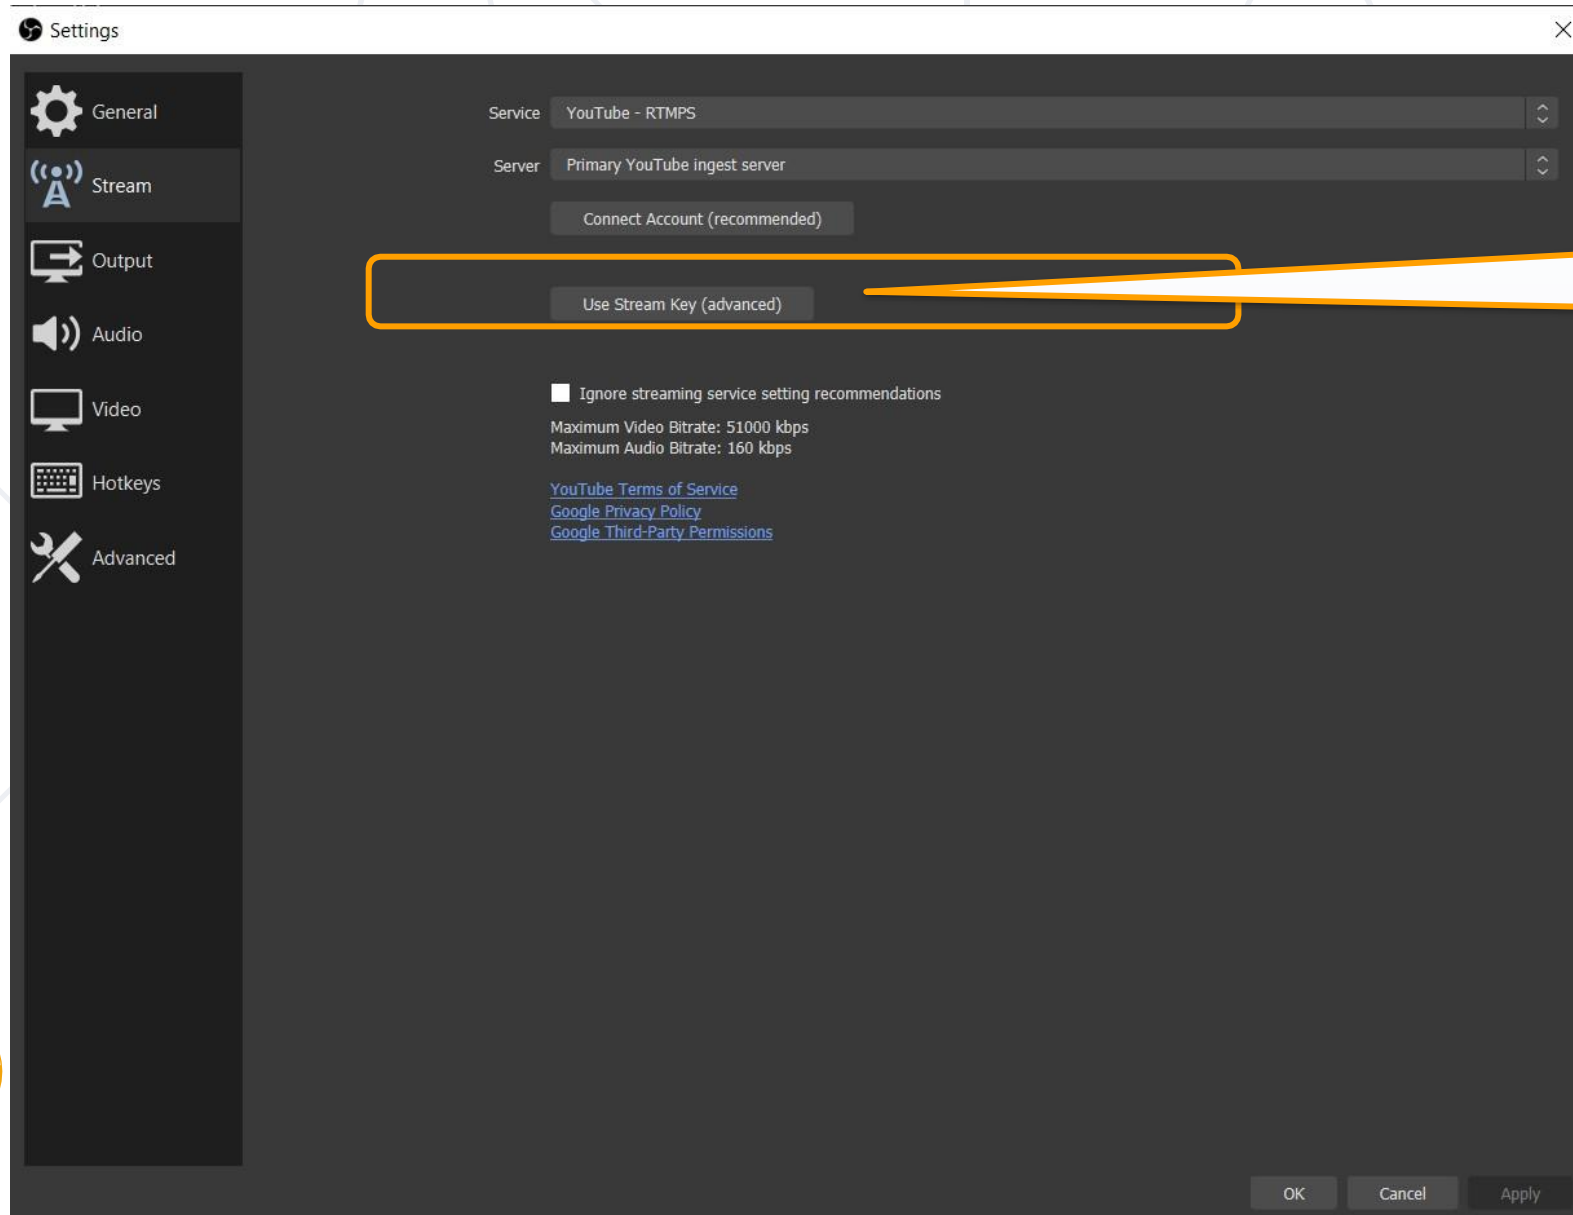 Settings
General
Stream
Output
Audio
Video
Hotkeys
Advanced
Service YouTube - RTMPS
Server Primary YouTube ingest server
Connect Account (recommended)
Use Stream Key (advanced)
Ignore streaming service setting recommendations
Maximum Video Bitrate: 51000 kbps
Maximum Audio Bitrate: 160 kbps
YouTube Terms of Service
Google Privacy Policy
Google Third-Party Permissions
OK Cancel Apply